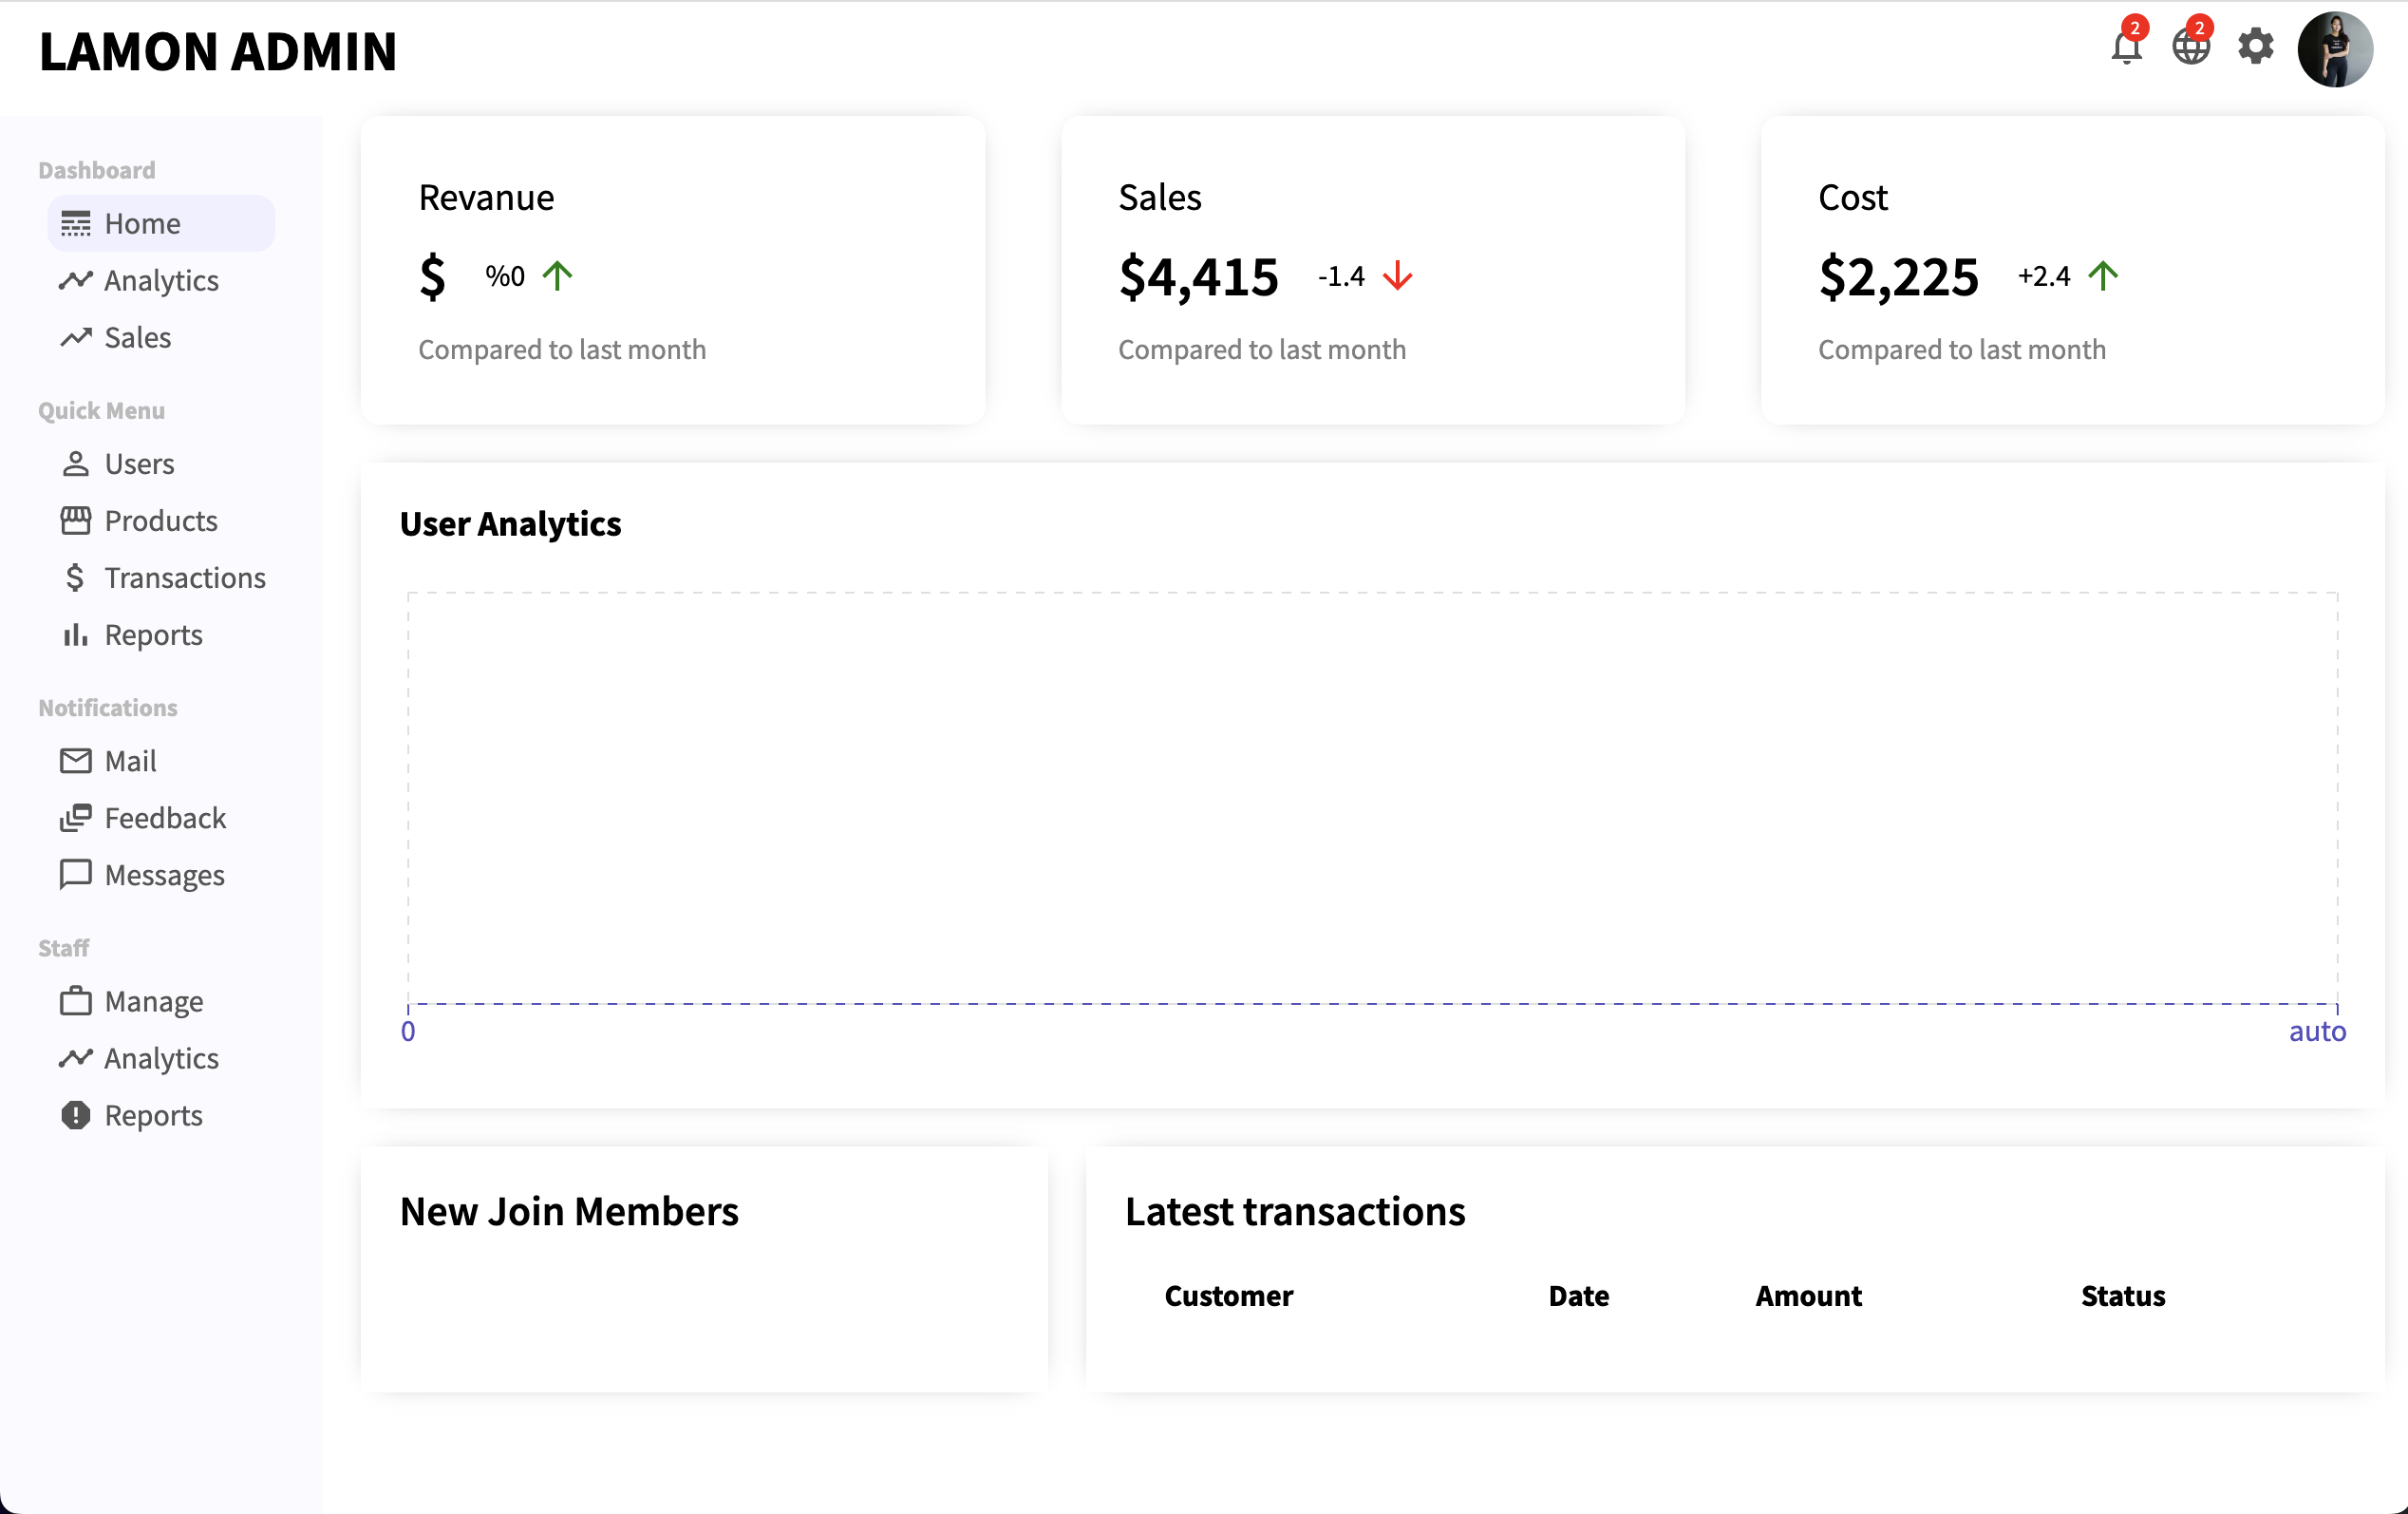 LAMON ADMIN
2
2
Dashboard
Home
Analytics
Sales
Quick Menu
Users
Products
Transactions
Reports
Notifications
Mail
Feedback
Messages
Staff
Manage
Analytics
Reports
Revanue
$ %0
Compared to last month
Sales
$4,415 -1.4
Compared to last month
Cost
$2,225 +2.4
Compared to last month
User Analytics
0 auto
New Join Members
Latest transactions
Customer Date Amount Status